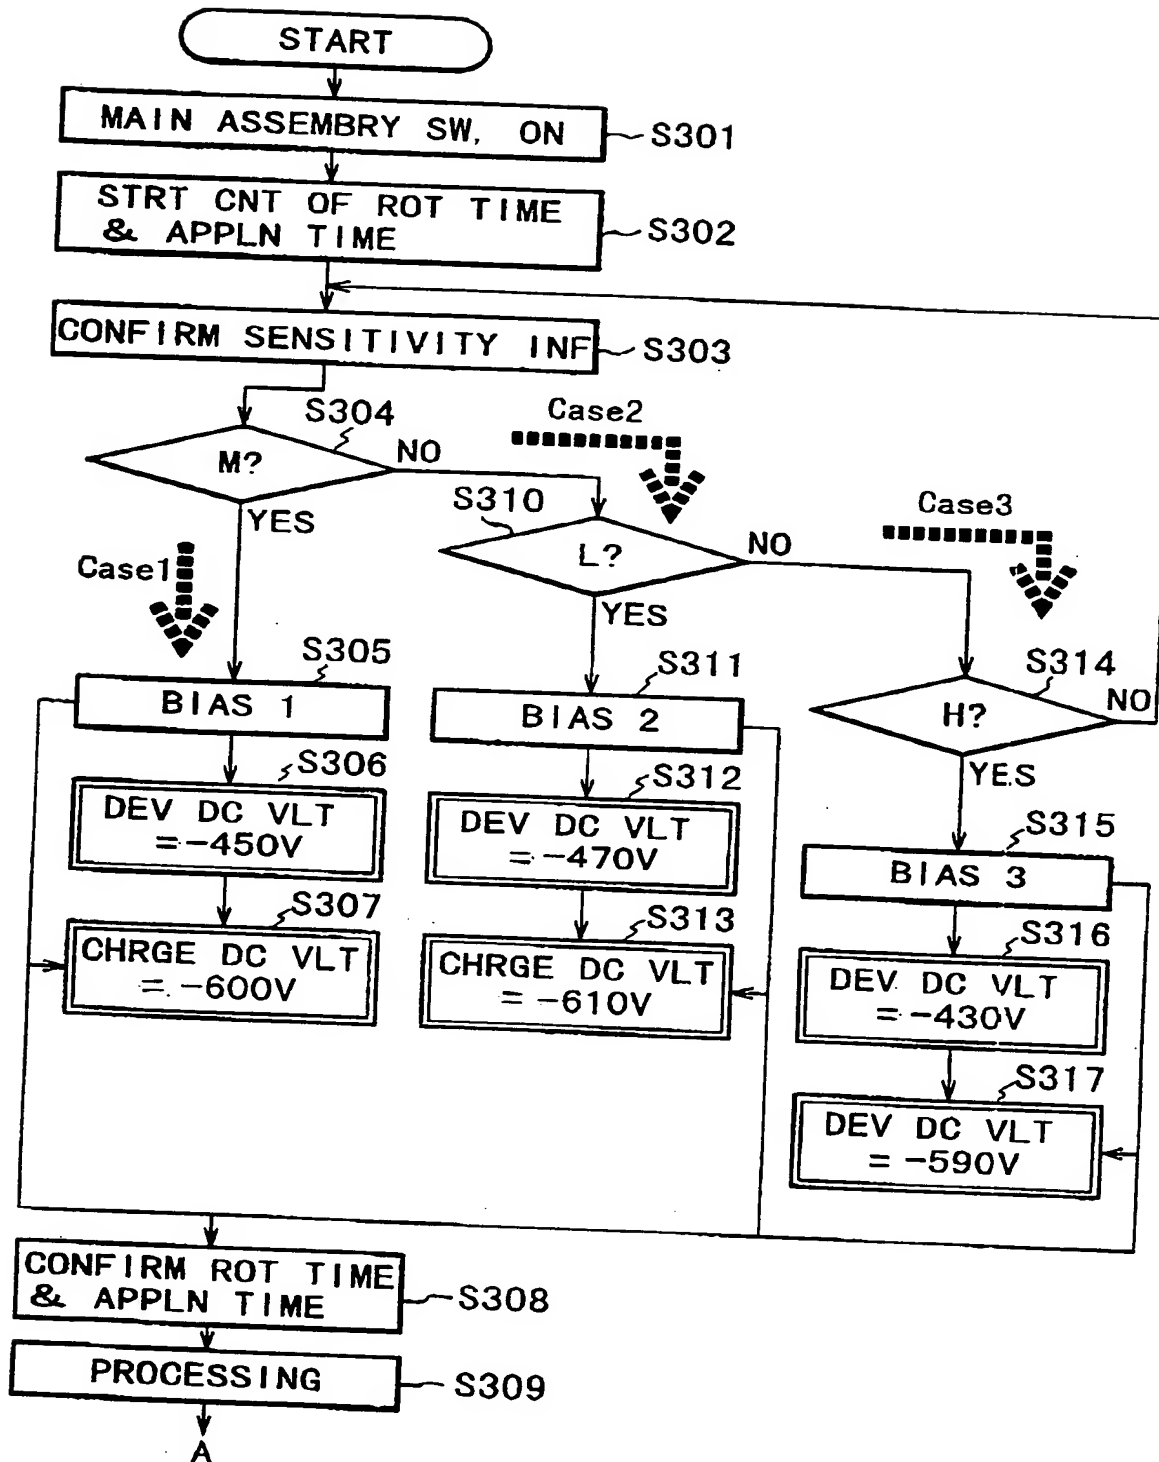 START
MAIN ASSEMBRY SW, ON
S301
STRT CNT OF ROT TIME
& APPLN TIME
S302
CONFIRM SENSITIVITY INF
S303
S304
M?
NO
YES
Case1
Case2
S310
L?
NO
YES
Case3
S314
H?
NO
YES
S305
BIAS 1
S306
DEV DC VLT
=-450V
S307
CHRGE DC VLT
=-600V
S311
BIAS 2
S312
DEV DC VLT
=-470V
S313
CHRGE DC VLT
=-610V
S315
BIAS 3
S316
DEV DC VLT
=-430V
S317
DEV DC VLT
=-590V
CONFIRM ROT TIME
& APPLN TIME
S308
PROCESSING
S309
A